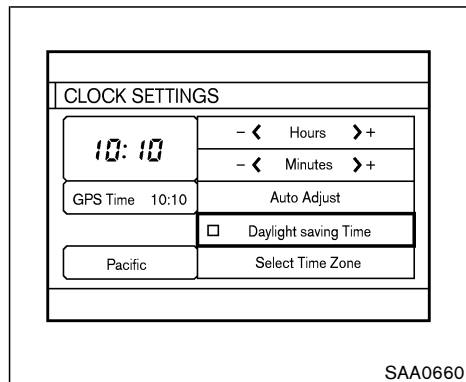 CLOCK SETTINGS
10:10
- Hours +
- Minutes +
GPS Time 10:10
Auto Adjust
Daylight saving Time
Pacific
Select Time Zone
SAA0660